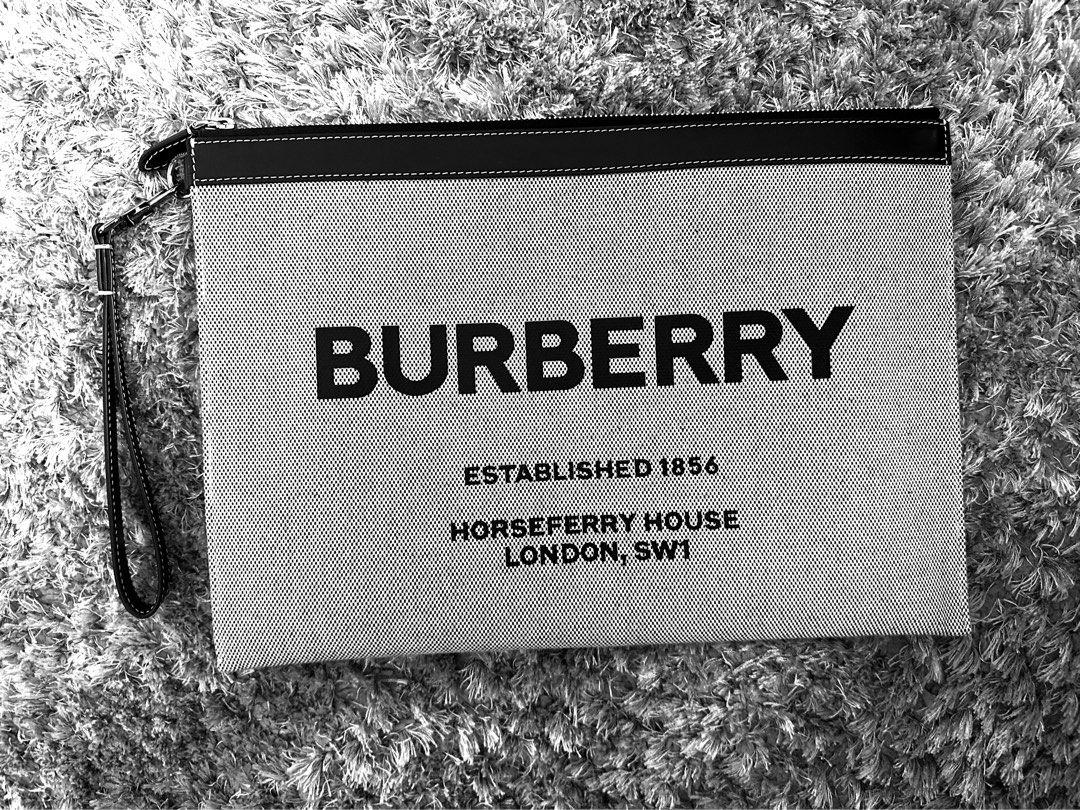 BURBERRY
ESTABLISHED 1856
HORSEFERRY HOUSE
LONDON, SW1